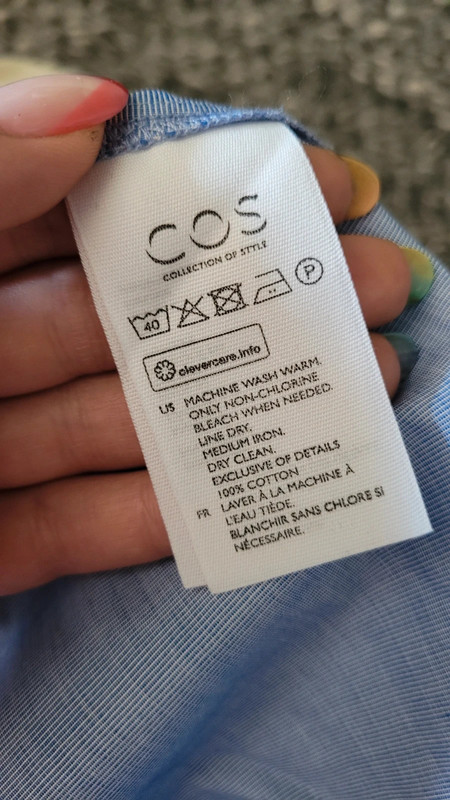 COS
COLLECTION OF STYLE
40 P
clevercare.info
US MACHINE WASH WARM.
ONLY NON-CHLORINE
BLEACH WHEN NEEDED.
LINE DRY.
MEDIUM IRON.
DRY CLEAN.
EXCLUSIVE OF DETAILS
100% COTTON
FR LAVER À LA MACHINE À
L'EAU TIÈDE.
BLANCHIR SANS CHLORE SI
NÉCESSAIRE.